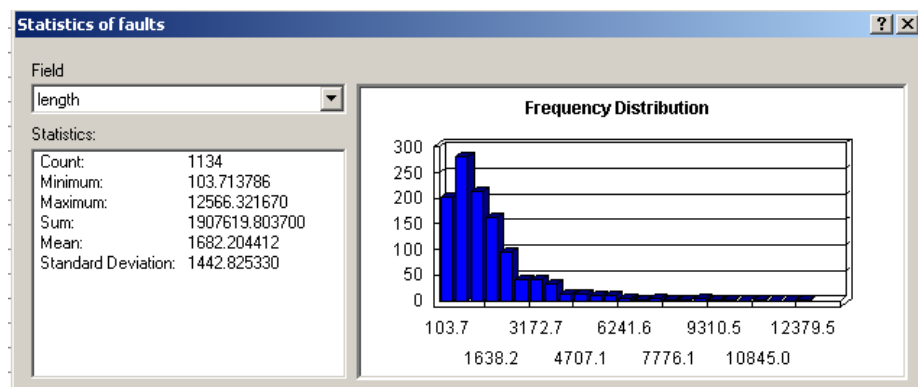 Statistics of faults
Field
length
Statistics:
Count: 1134
Minimum: 103.713786
Maximum: 12566.321670
Sum: 1907619.803700
Mean: 1682.204412
Standard Deviation: 1442.825330
Frequency Distribution
300
250
200
150
100
50
0
103.7 3172.7 6241.6 9310.5 12379.5
1638.2 4707.1 7776.1 10845.0